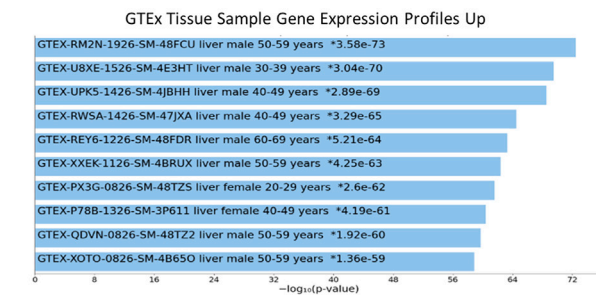 GTEx Tissue Sample Gene Expression Profiles Up
GTEX-RM2N-1926-SM-48FCU liver male 50-59 years *3.58e-73
GTEX-U8XE-1526-SM-4E3HT liver male 30-39 years *3.04e-70
GTEX-UPK5-1426-SM-4JBHH liver male 40-49 years *2.89e-69
GTEX-RWSA-1426-SM-47JXA liver male 40-49 years *3.29e-65
GTEX-REY6-1226-SM-48FDR liver male 60-69 years *5.21e-64
GTEX-XXEK-1126-SM-4BRUX liver male 50-59 years *4.25e-63
GTEX-PX3G-0826-SM-48TZS liver female 20-29 years *2.6e-62
GTEX-P78B-1326-SM-3P611 liver female 40-49 years *4.19e-61
GTEX-QDVN-0826-SM-48TZ2 liver male 50-59 years *1.92e-60
GTEX-XOTO-0826-SM-4B65O liver male 50-59 years *1.36e-59
0 8 16 24 32 40 48 56 64 72
−log₁₀(p-value)